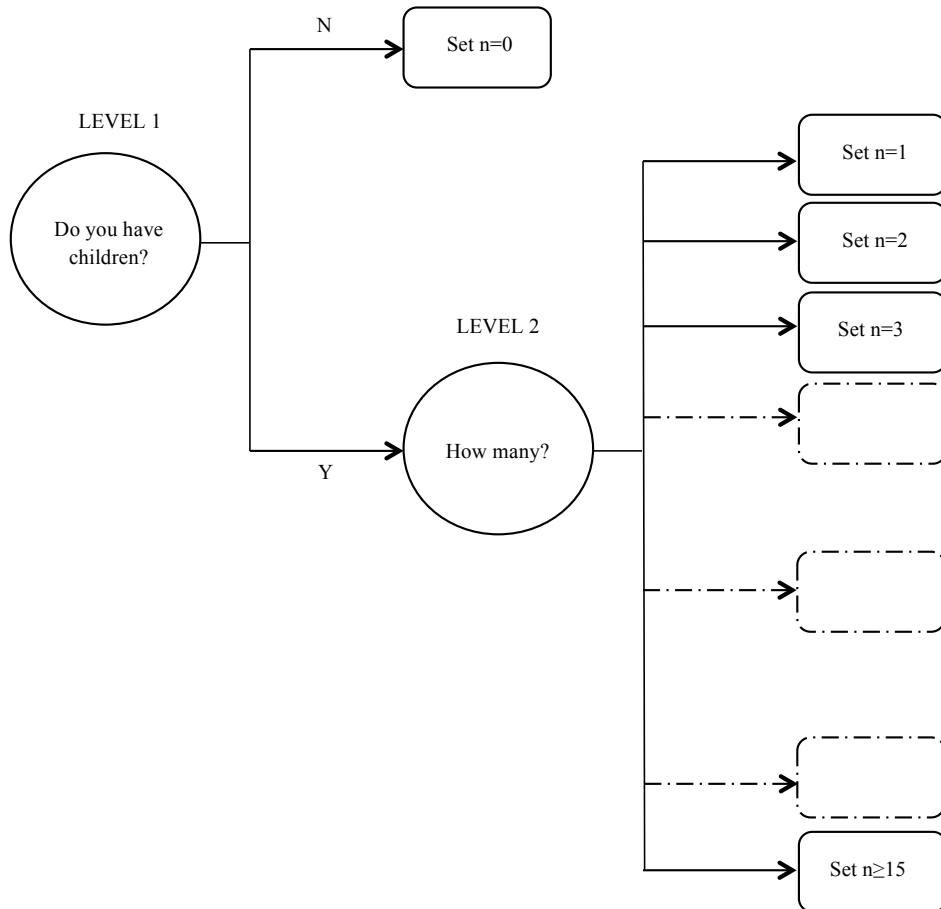 N
Set n=0
LEVEL 1
Do you have
children?
Y
LEVEL 2
How many?
Set n=1
Set n=2
Set n=3
Set n≥15